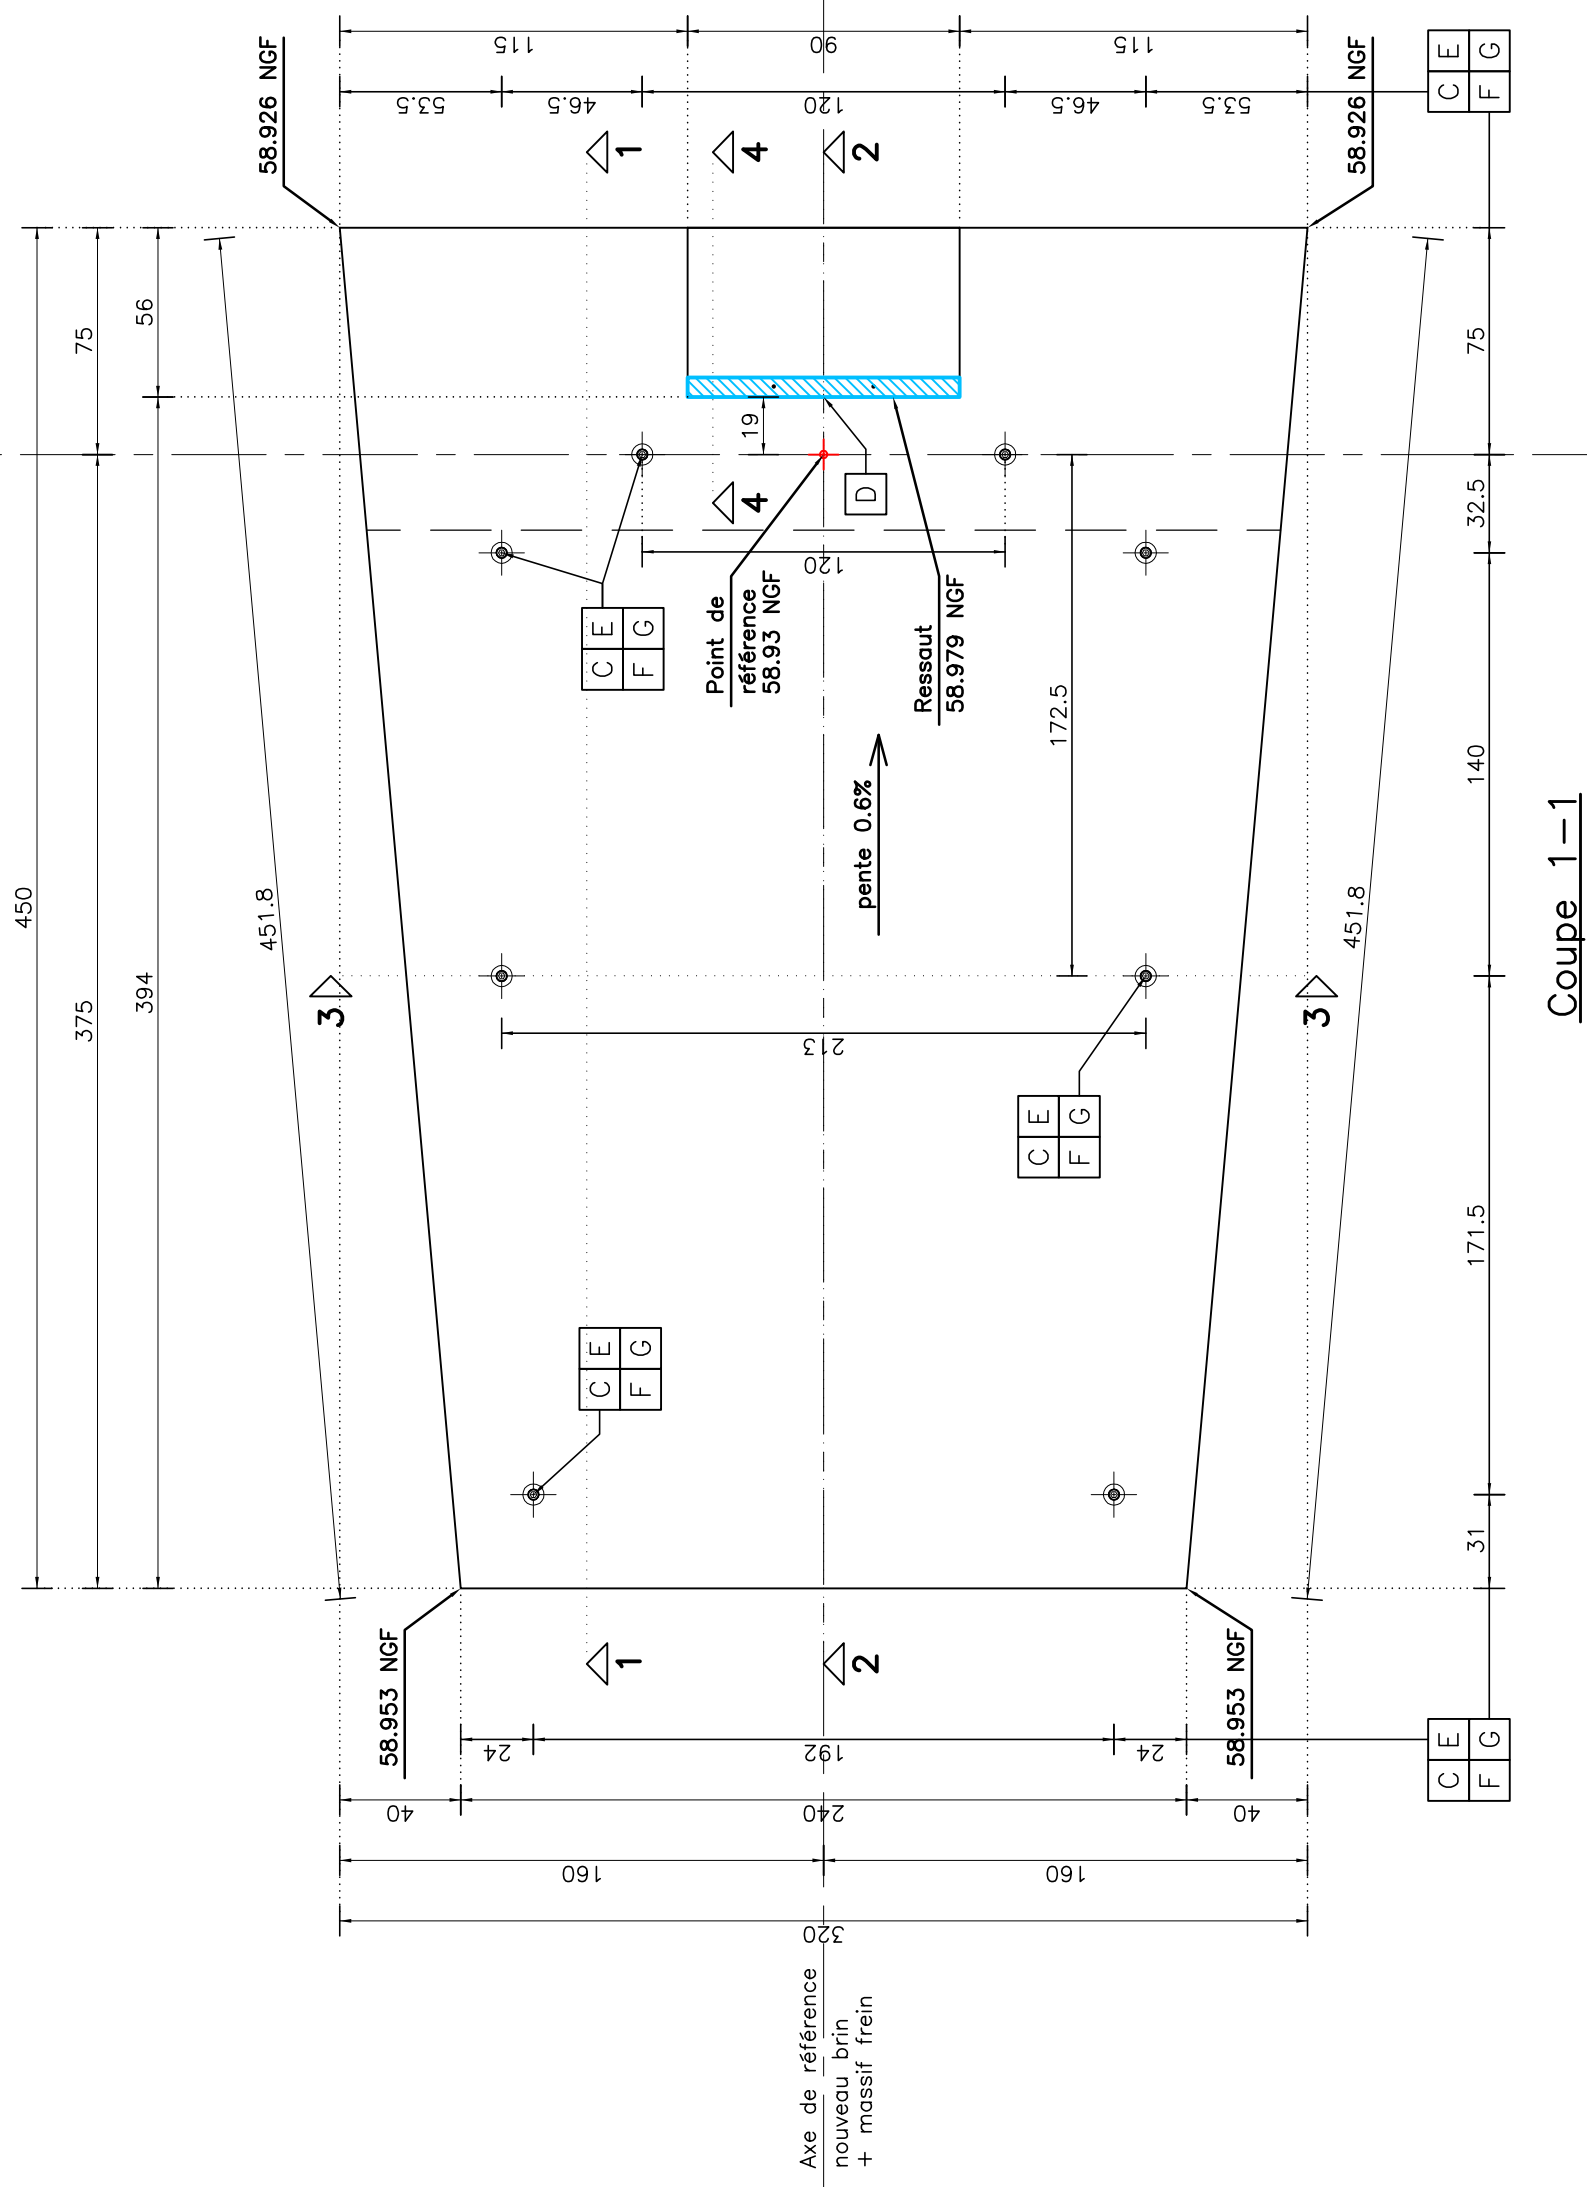 450
75
375
56
394
451.8
58.926 NGF
58.953 NGF
115
90
115
53.5
46.5
120
46.5
53.5
1
4
2
3
19
4
D
120
C E
F G
Point de
référence
58.93 NGF
Ressaut
58.979 NGF
172.5
pente 0.6%
213
C E
F G
C E
F G
3
1
2
451.8
58.926 NGF
58.953 NGF
C E
F G
75
32.5
140
171.5
31
C E
F G
24
192
24
40
240
40
160
160
320
Axe de référence
nouveau brin
+ massif frein
Coupe 1-1